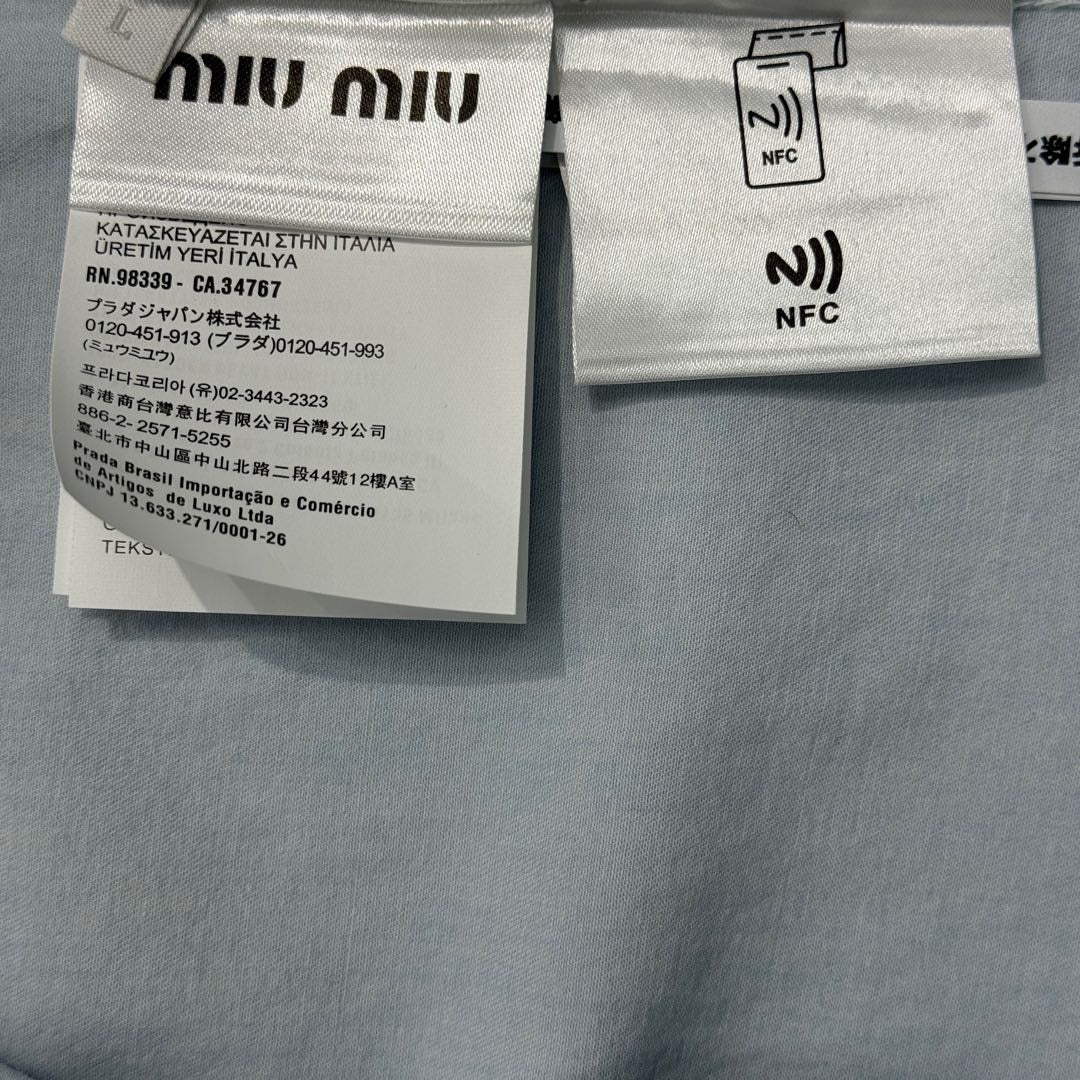 L
miu miu
ΚΑΤΑΣΚΕΥΑΖΕΤΑΙ ΣΤΗΝ ΙΤΑΛΙΑ
ÜRETİM YERİ İTALYA
RN.98339 - CA.34767
プラダジャパン株式会社
0120-451-913 (プラダ)0120-451-993
(ミュウミュウ)
프라다코리아 (유)02-3443-2323
香港商台灣意比有限公司台灣分公司
886-2- 2571-5255
臺北市中山區中山北路二段44號12樓A室
Prada Brasil Importação e Comércio
de Artigos de Luxo Ltda
CNPJ 13.633.271/0001-26
NFC
NFC